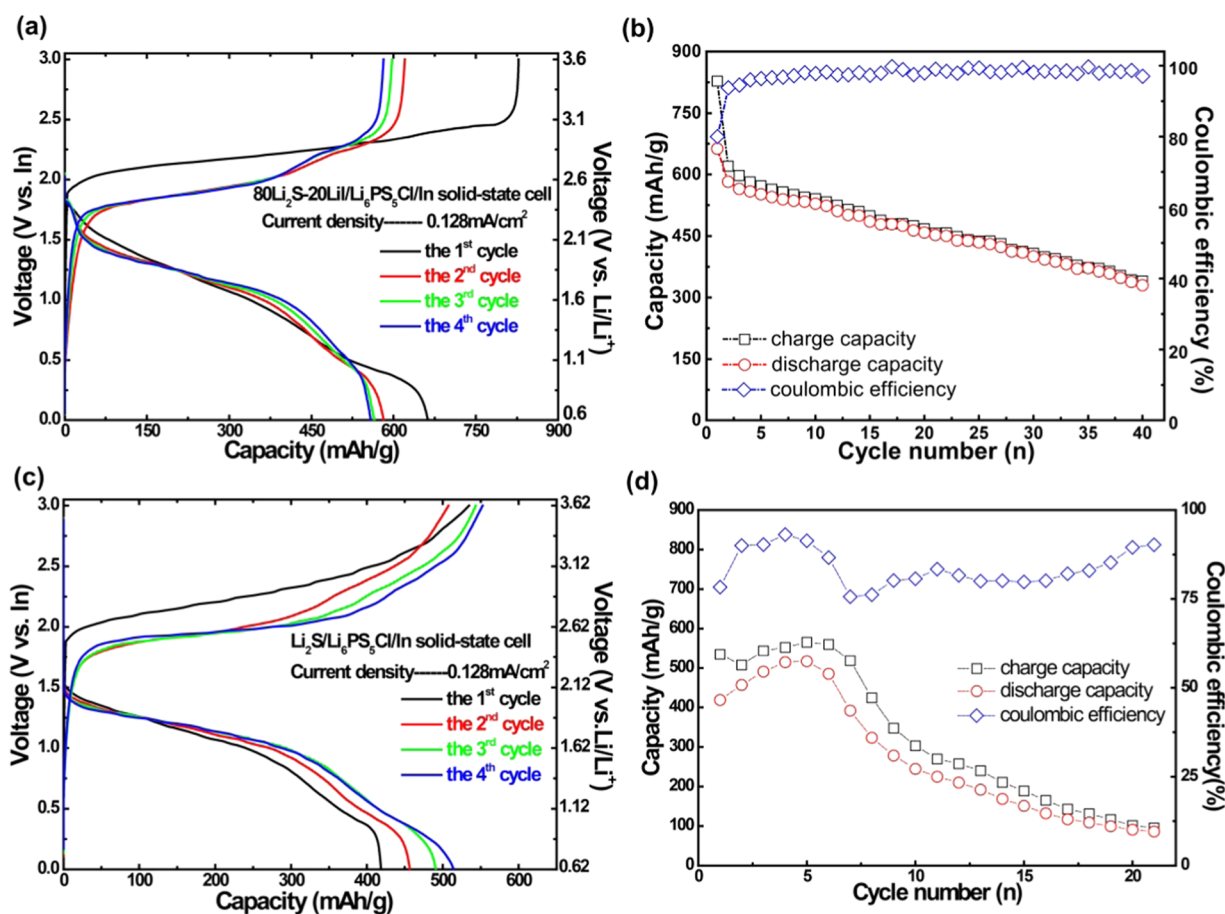 (a)
3.0
2.5
2.0
1.5
1.0
0.5
0.0
Voltage (V vs. In)
3.6
3.1
2.6
2.1
1.6
1.1
0.6
Voltage (V vs. Li/Li⁺)
80Li₂S-20LiI/Li₆PS₅Cl/In solid-state cell
Current density-------- 0.128mA/cm²
the 1ˢᵗ cycle
the 2ⁿᵈ cycle
the 3ʳᵈ cycle
the 4ᵗʰ cycle
0 150 300 450 600 750 900
Capacity (mAh/g)
(b)
900
750
600
450
300
150
0
Capacity (mAh/g)
100
80
60
40
20
0
Coulombic efficiency (%)
charge capacity
discharge capacity
coulombic efficiency
0 5 10 15 20 25 30 35 40
Cycle number (n)
(c)
3.0
2.5
2.0
1.5
1.0
0.5
0.0
Voltage (V vs. In)
3.62
3.12
2.62
2.12
1.62
1.12
0.62
Voltage (V vs.Li/Li⁺)
Li₂S/Li₆PS₅Cl/In solid-state cell
Current density-------0.128mA/cm²
the 1ˢᵗ cycle
the 2ⁿᵈ cycle
the 3ʳᵈ cycle
the 4ᵗʰ cycle
0 100 200 300 400 500 600
Capacity (mAh/g)
(d)
900
800
700
600
500
400
300
200
100
0
Capacity (mAh/g)
100
75
50
25
0
Coulombic efficiency(%)
charge capacity
discharge capacity
coulombic efficiency
0 5 10 15 20
Cycle number (n)